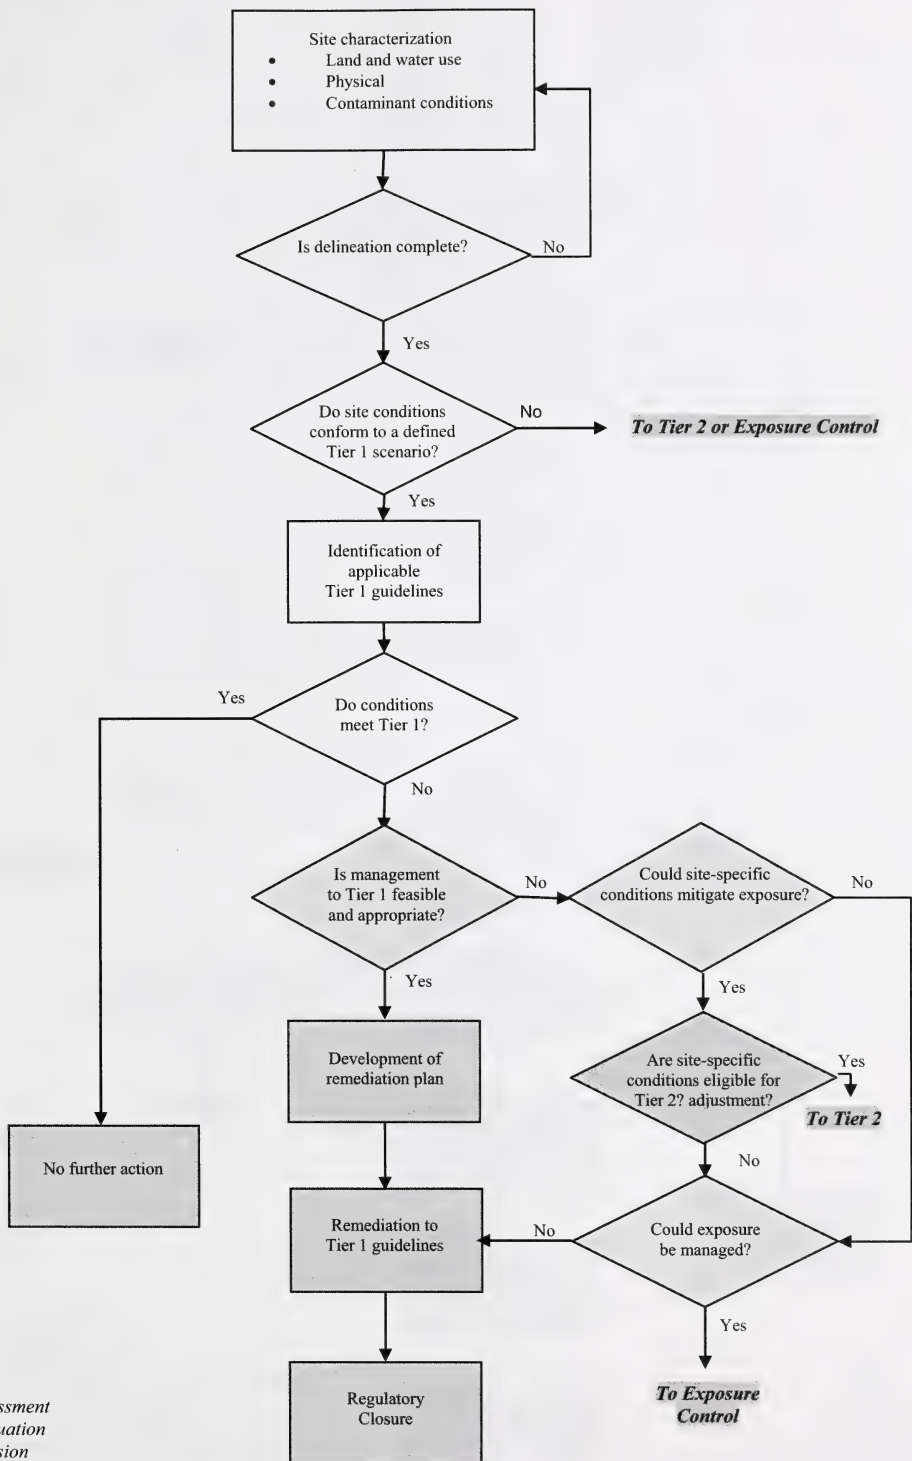 Site characterization
• Land and water use
• Physical
• Contaminant conditions
Is delineation complete?
No
Yes
Do site conditions
conform to a defined
Tier 1 scenario?
No
To Tier 2 or Exposure Control
Yes
Identification of
applicable
Tier 1 guidelines
Yes
Do conditions
meet Tier 1?
No
Is management
to Tier 1 feasible
and appropriate?
No
Could site-specific
conditions mitigate exposure?
No
Yes
Yes
Development of
remediation plan
Are site-specific
conditions eligible for
Tier 2? adjustment?
Yes
To Tier 2
No further action
No
Remediation to
Tier 1 guidelines
No
Could exposure
be managed?
Yes
Regulatory
Closure
To Exposure
Control
ssment
uation
sion